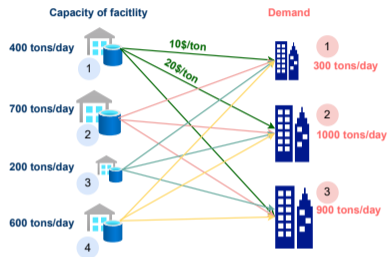 Capacity of facitlity
Demand
400 tons/day
1
10$/ton
20$/ton
1
300 tons/day
700 tons/day
2
2
1000 tons/day
200 tons/day
3
3
900 tons/day
600 tons/day
4